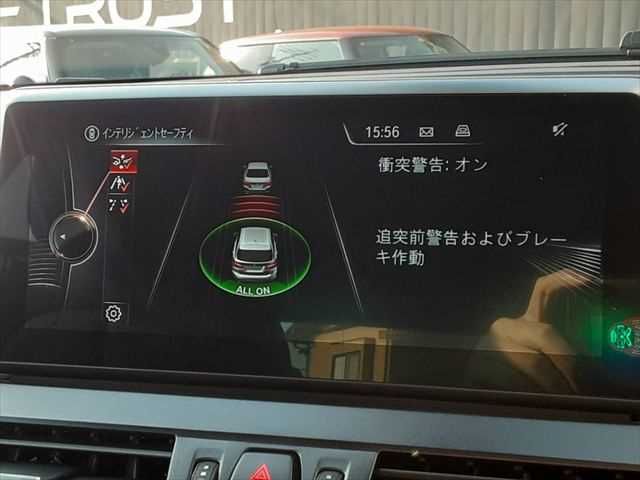 TRUST
インテリジェントセーフティ
15:56
衝突警告: オン
追突前警告およびブレー
キ作動
ALL ON